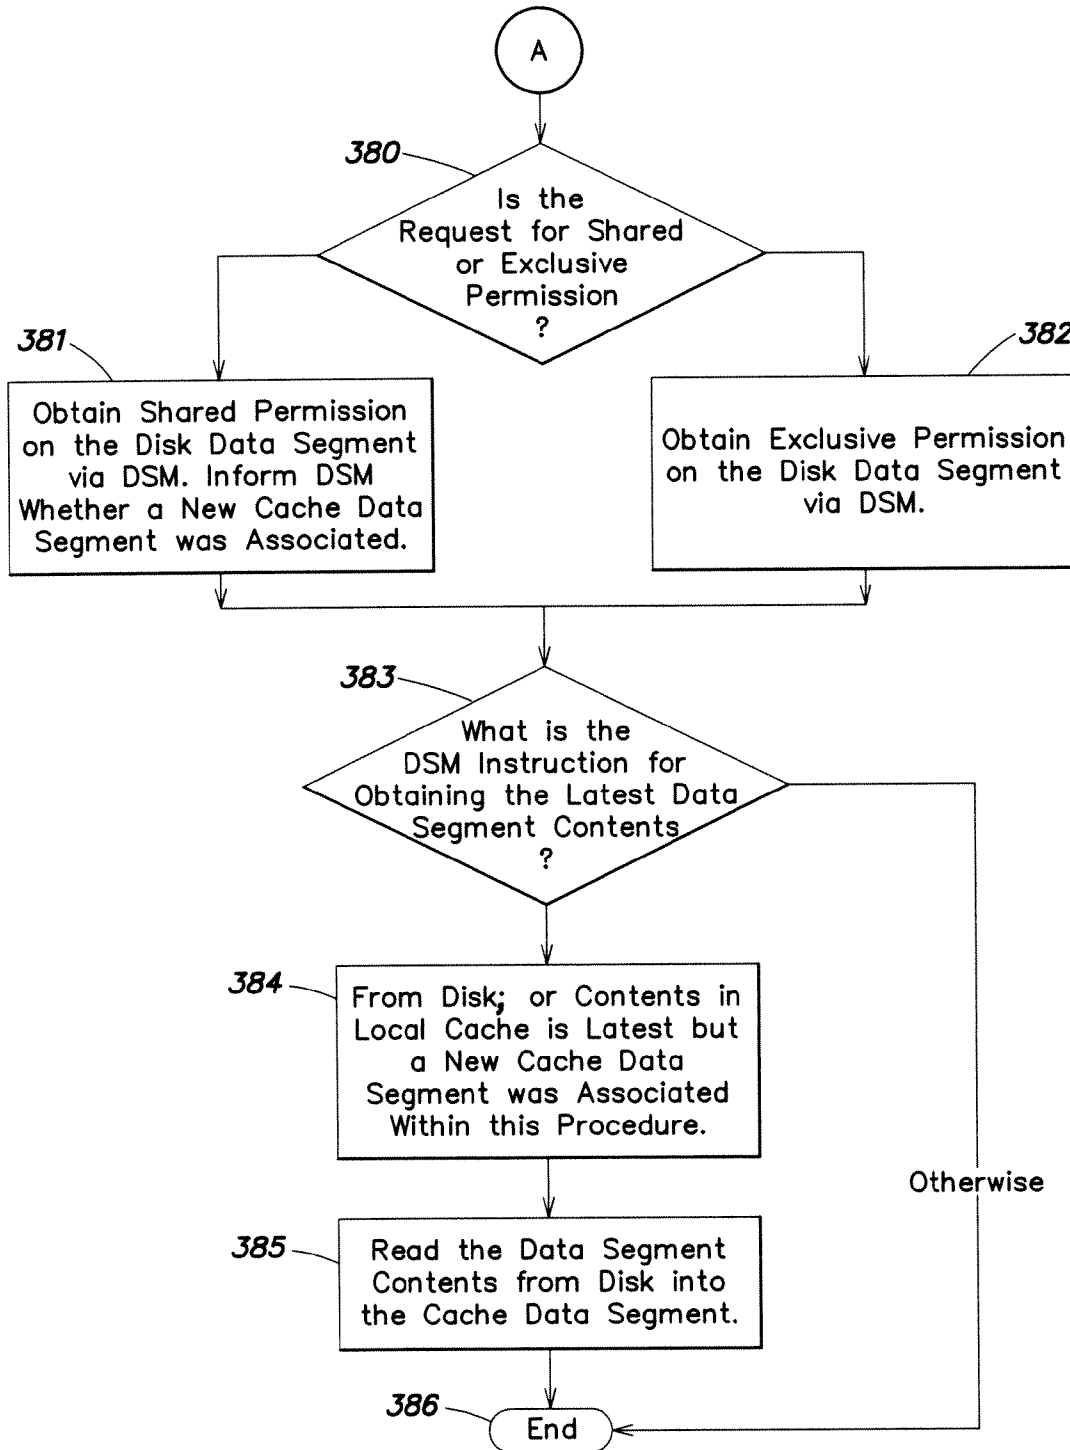 A
380
Is the
Request for Shared
or Exclusive
Permission
?
381
Obtain Shared Permission
on the Disk Data Segment
via DSM. Inform DSM
Whether a New Cache Data
Segment was Associated.
382
Obtain Exclusive Permission
on the Disk Data Segment
via DSM.
383
What is the
DSM Instruction for
Obtaining the Latest Data
Segment Contents
?
384
From Disk; or Contents in
Local Cache is Latest but
a New Cache Data
Segment was Associated
Within this Procedure.
Otherwise
385
Read the Data Segment
Contents from Disk into
the Cache Data Segment.
386
End